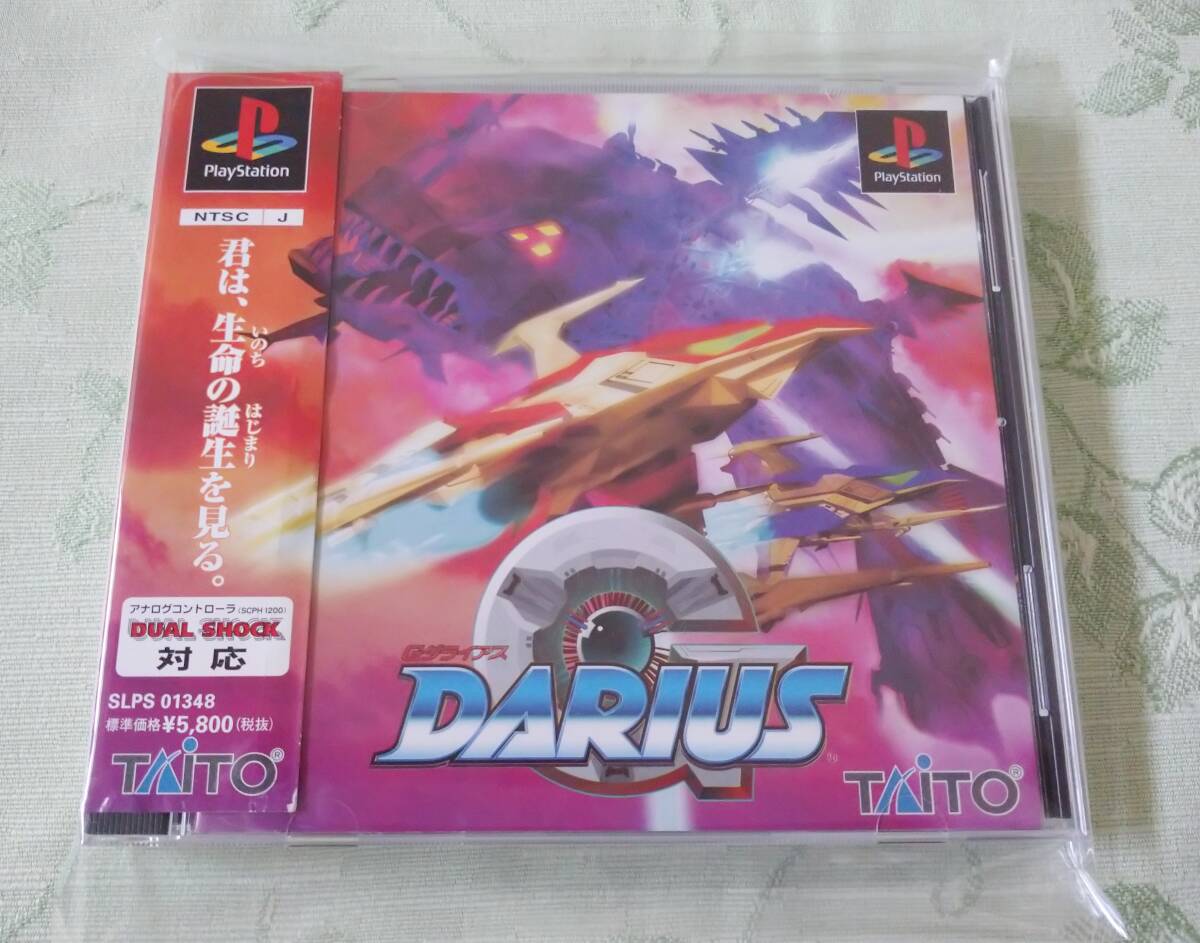 PlayStation
NTSC J
君は、生命の誕生を見る。
いのち
はじまり
アナログコントローラ(SCPH 1200)
DUAL SHOCK
対応
SLPS 01348
標準価格¥5,800(税抜)
TAITO®
PlayStation
G-ダライアス
DARIUS
TAITO®